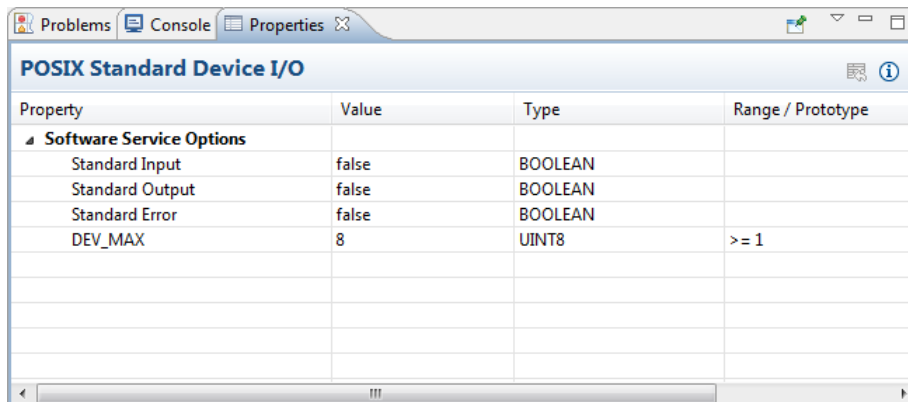 Problems Console Properties
POSIX Standard Device I/O
Property Value Type Range / Prototype
Software Service Options
Standard Input false BOOLEAN
Standard Output false BOOLEAN
Standard Error false BOOLEAN
DEV_MAX 8 UINT8 >= 1